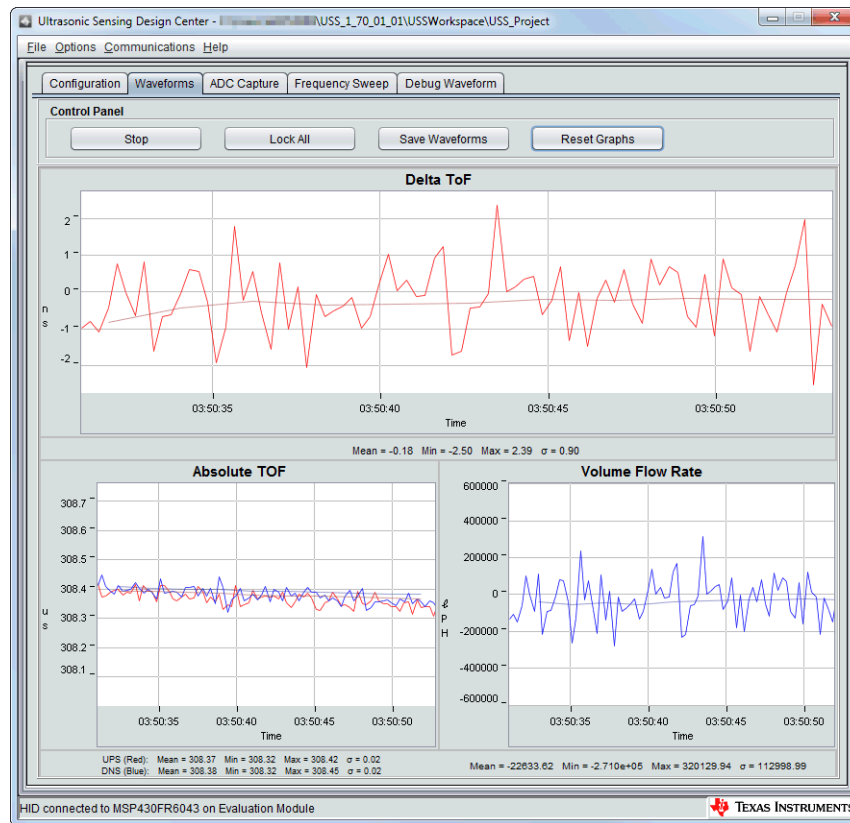 Ultrasonic Sensing Design Center - \USS_1_70_01_01\USSWorkspace\USS_Project
File Options Communications Help
Configuration Waveforms ADC Capture Frequency Sweep Debug Waveform
Control Panel
Stop Lock All Save Waveforms Reset Graphs
Delta ToF
2
1
0
-1
-2
ns
03:50:35 03:50:40 03:50:45 03:50:50
Time
Mean = -0.18 Min = -2.50 Max = 2.39 σ = 0.90
Absolute TOF
308.7
308.6
308.5
308.4
308.3
308.2
308.1
us
03:50:35 03:50:40 03:50:45 03:50:50
Time
UPS (Red): Mean = 308.37 Min = 308.32 Max = 308.42 σ = 0.02
DNS (Blue): Mean = 308.38 Min = 308.32 Max = 308.45 σ = 0.02
Volume Flow Rate
600000
400000
200000
0
-200000
-400000
-600000
ℓPH
03:50:35 03:50:40 03:50:45 03:50:50
Time
Mean = -22633.62 Min = -2.710e+05 Max = 320129.94 σ = 112998.99
HID connected to MSP430FR6043 on Evaluation Module
TEXAS INSTRUMENTS